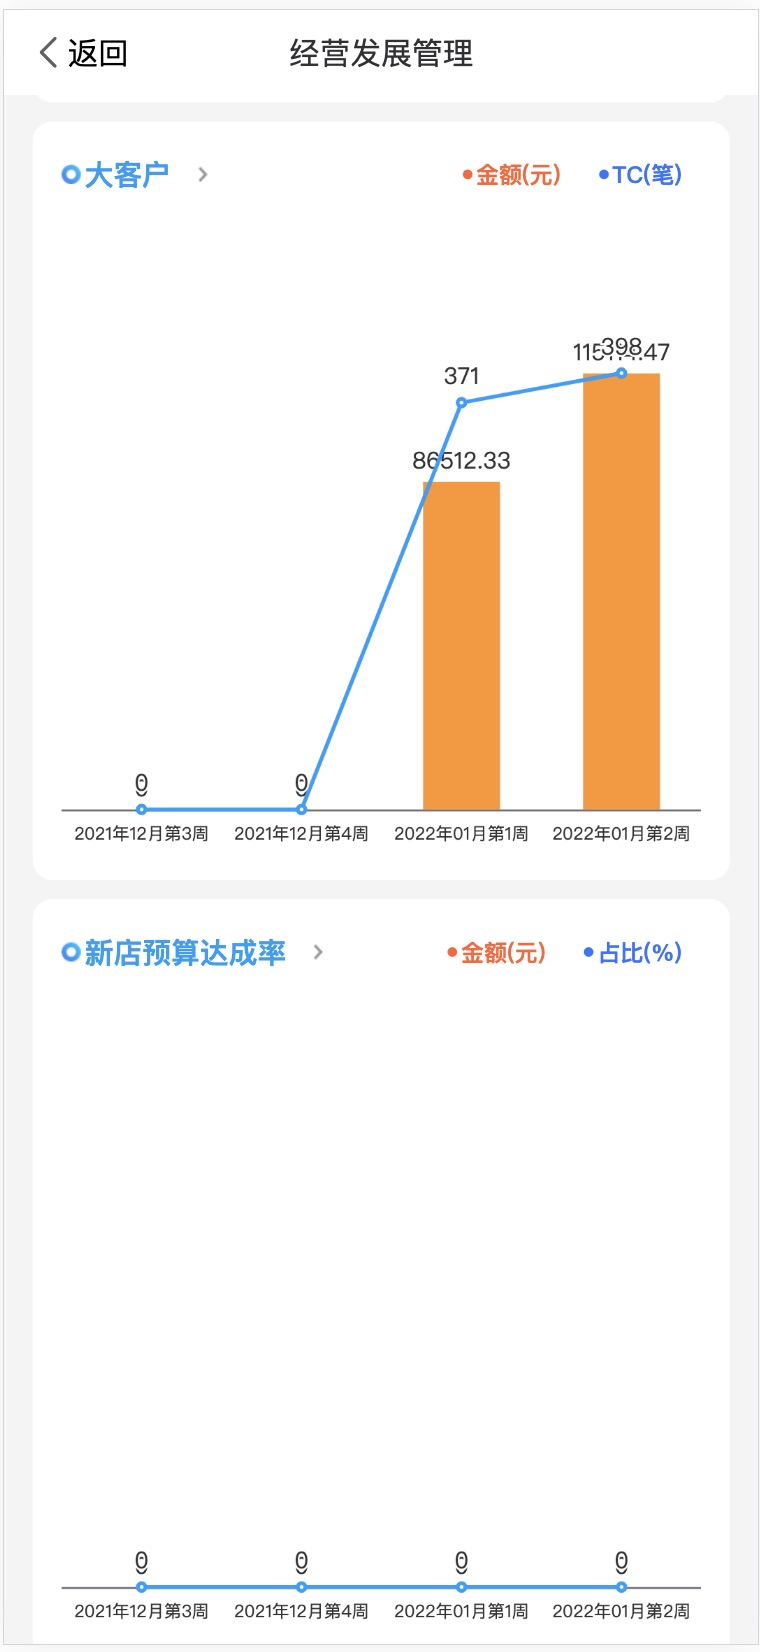 返回
经营发展管理
大客户
金额(元)
TC(笔)
398
371
86512.33
0
0
2021年12月第3周
2021年12月第4周
2022年01月第1周
2022年01月第2周
新店预算达成率
金额(元)
占比(%)
0
0
0
0
2021年12月第3周
2021年12月第4周
2022年01月第1周
2022年01月第2周